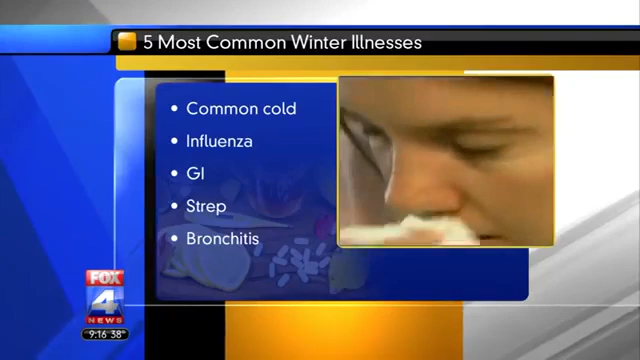 5 Most Common Winter Illnesses
• Common cold
• Influenza
• GI
• Strep
• Bronchitis
FOX
4
NEWS
9:16 38°